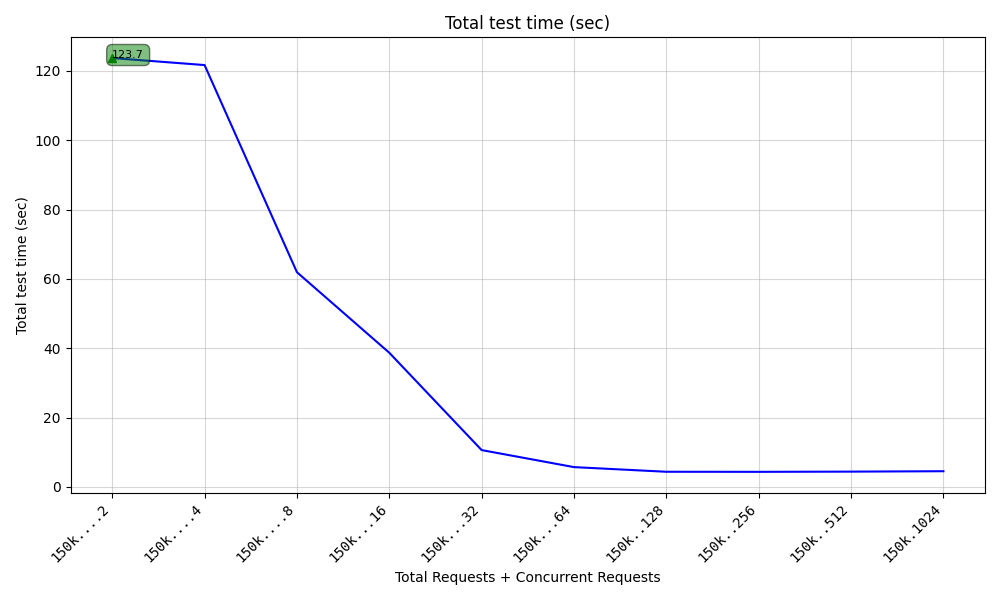 Total test time (sec)
123.7
Total test time (sec)
120
100
80
60
40
20
0
150k....2
150k....4
150k....8
150k...16
150k...32
150k...64
150k..128
150k..256
150k..512
150k.1024
Total Requests + Concurrent Requests